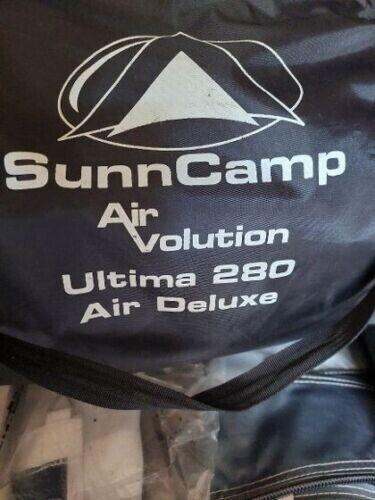 SunnCamp
Air
Volution
Ultima 280
Air Deluxe